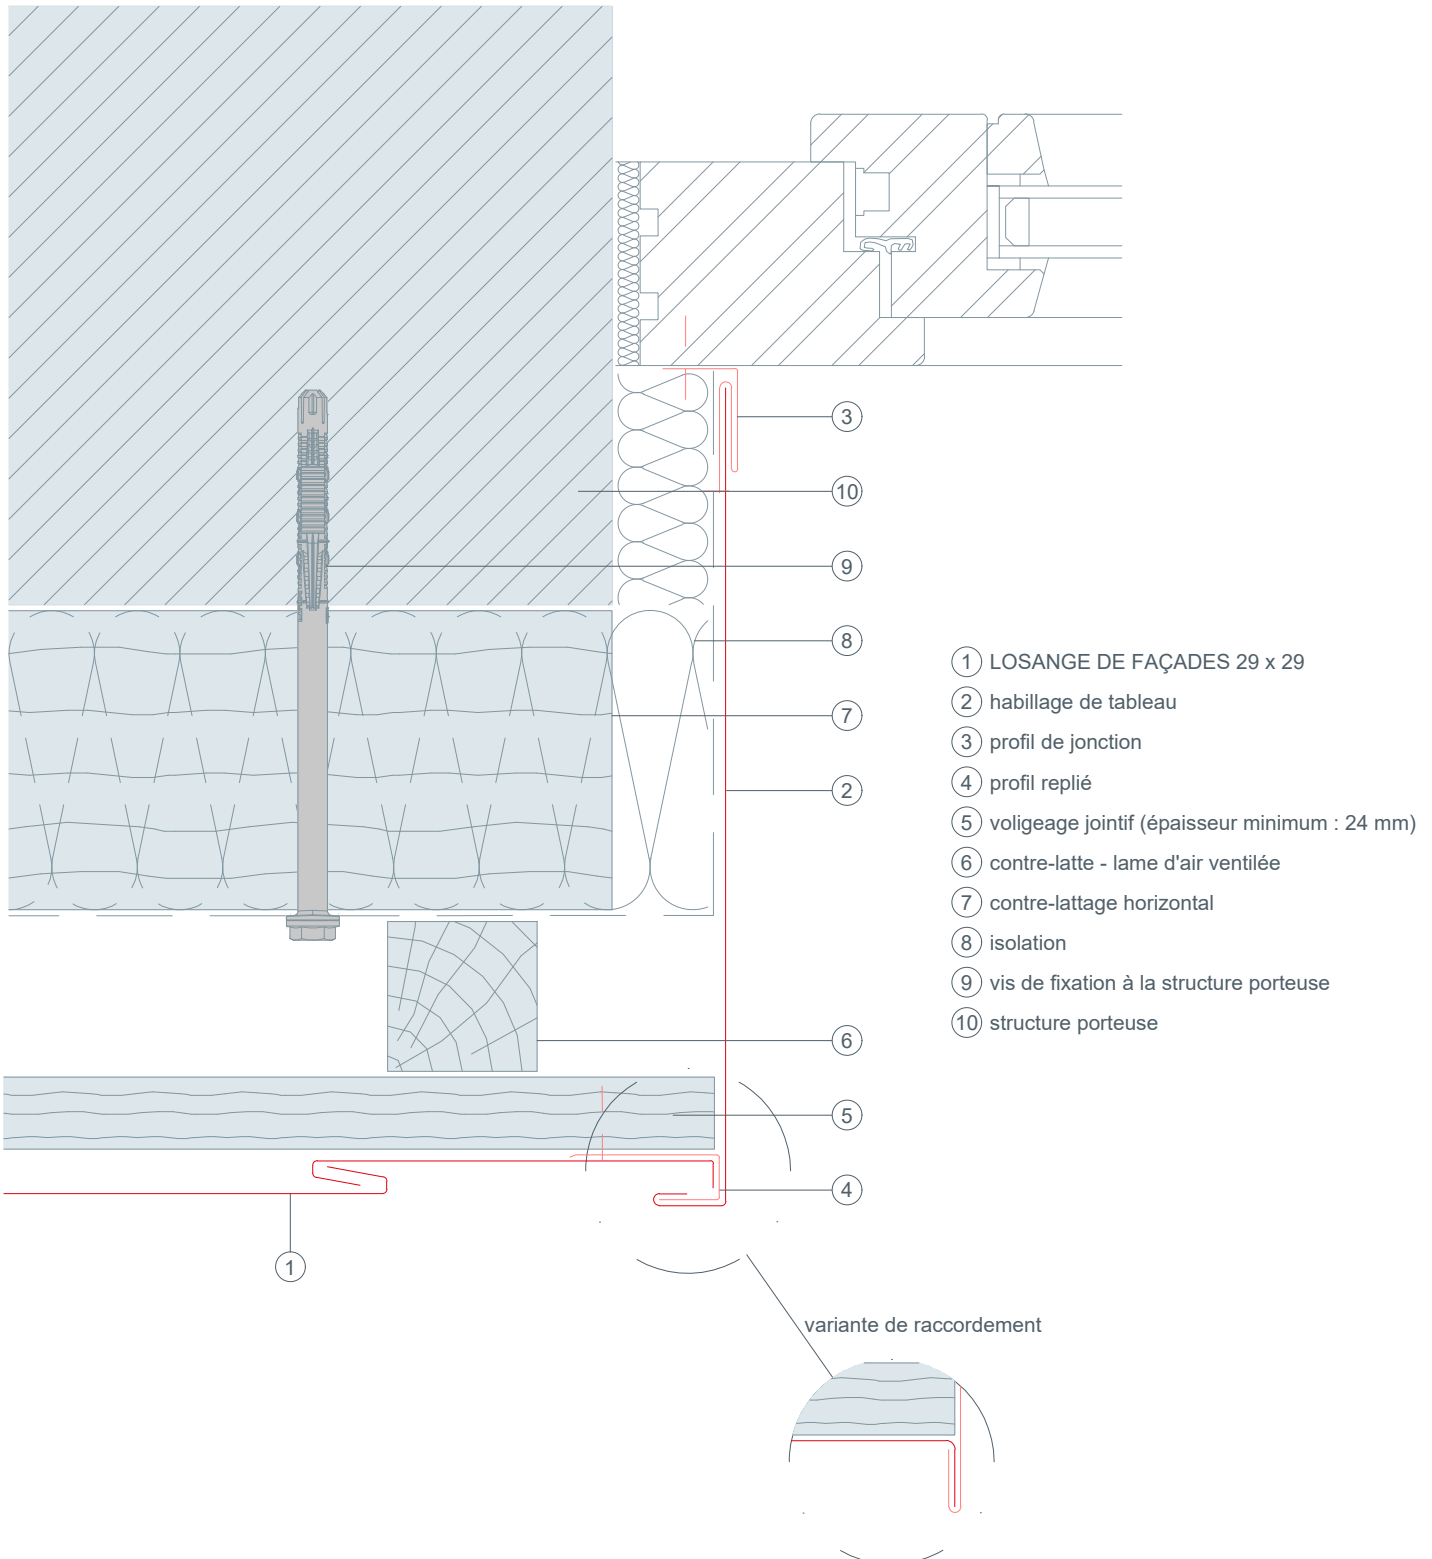 3
10
9
8
7
2
6
5
4
1
1 LOSANGE DE FAÇADES 29 x 29
2 habillage de tableau
3 profil de jonction
4 profil replié
5 voligeage jointif (épaisseur minimum : 24 mm)
6 contre-latte - lame d'air ventilée
7 contre-lattage horizontal
8 isolation
9 vis de fixation à la structure porteuse
10 structure porteuse
variante de raccordement